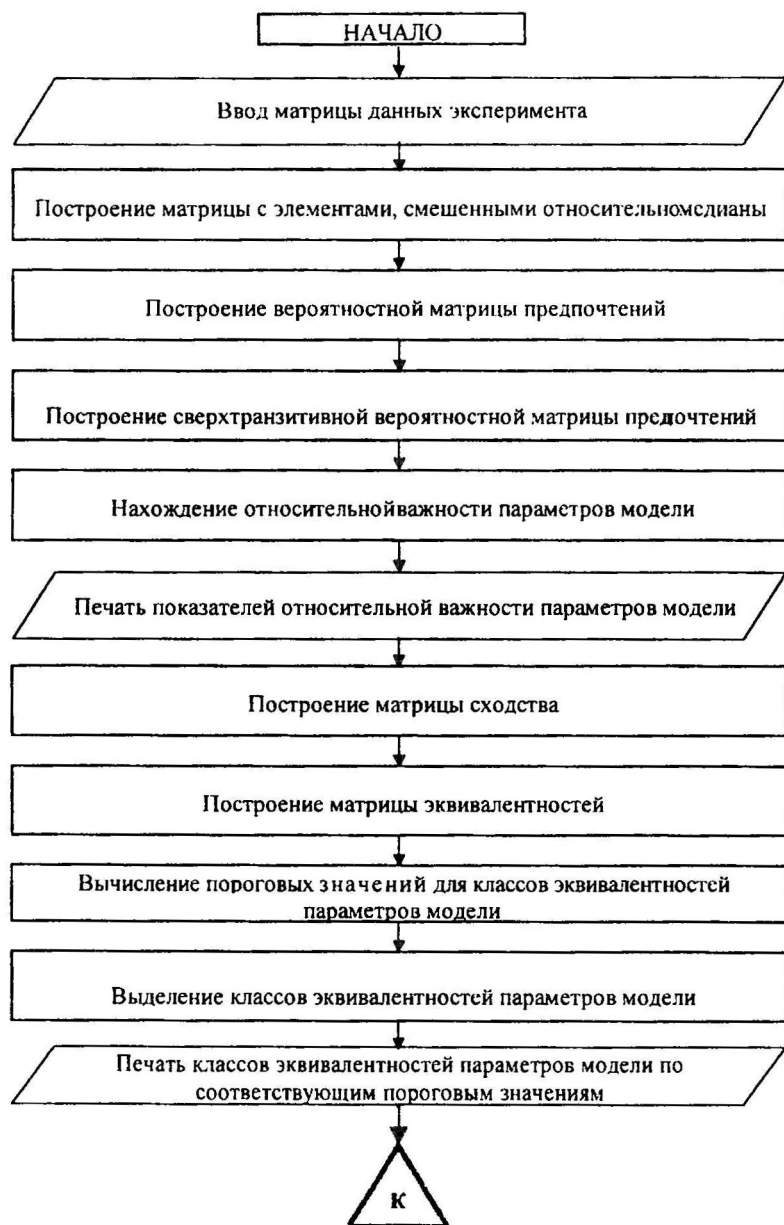 НАЧАЛО
Ввод матрицы данных эксперимента
Построение матрицы с элементами, смешенными относительномедианы
Построение вероятностной матрицы предпочтений
Построение сверхтранзитивной вероятностной матрицы предпочтений
Нахождение относительнойважности параметров модели
Печать показателей относительной важности параметров модели
Построение матрицы сходства
Построение матрицы эквивалентностей
Вычисление пороговых значений для классов эквивалентностей
параметров модели
Выделение классов эквивалентностей параметров модели
Печать классов эквивалентностей параметров модели по
соответствующим пороговым значениям
К